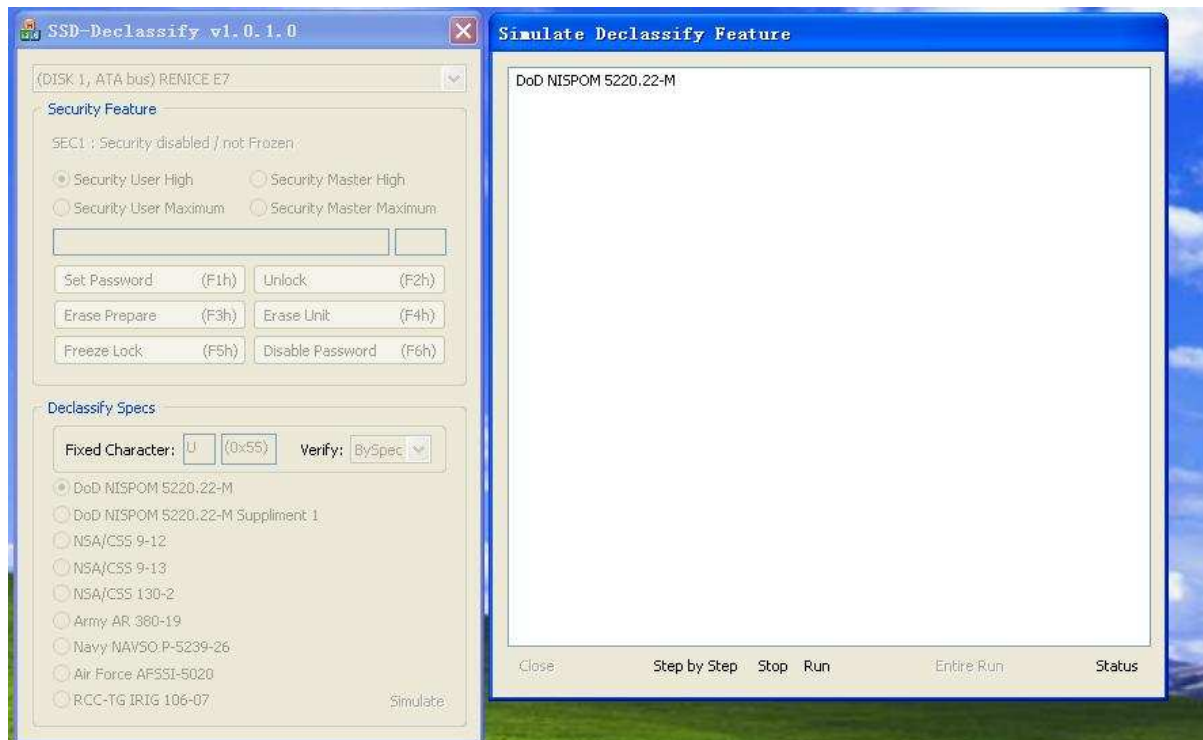 SSD-Declassify v1.0.1.0
(DISK 1, ATA bus) RENICE E7
Security Feature
SEC1 : Security disabled / not Frozen
Security User High
Security Master High
Security User Maximum
Security Master Maximum
Set Password (F1h)
Unlock (F2h)
Erase Prepare (F3h)
Erase Unit (F4h)
Freeze Lock (F5h)
Disable Password (F6h)
Declassify Specs
Fixed Character: U (0x55) Verify: BySpec
DoD NISPOM 5220.22-M
DoD NISPOM 5220.22-M Suppliment 1
NSA/CSS 9-12
NSA/CSS 9-13
NSA/CSS 130-2
Army AR 380-19
Navy NAVSO P-5239-26
Air Force AFSSI-5020
RCC-TG IRIG 106-07
Simulate
Simulate Declassify Feature
DoD NISPOM 5220.22-M
Close Step by Step Stop Run Entire Run Status